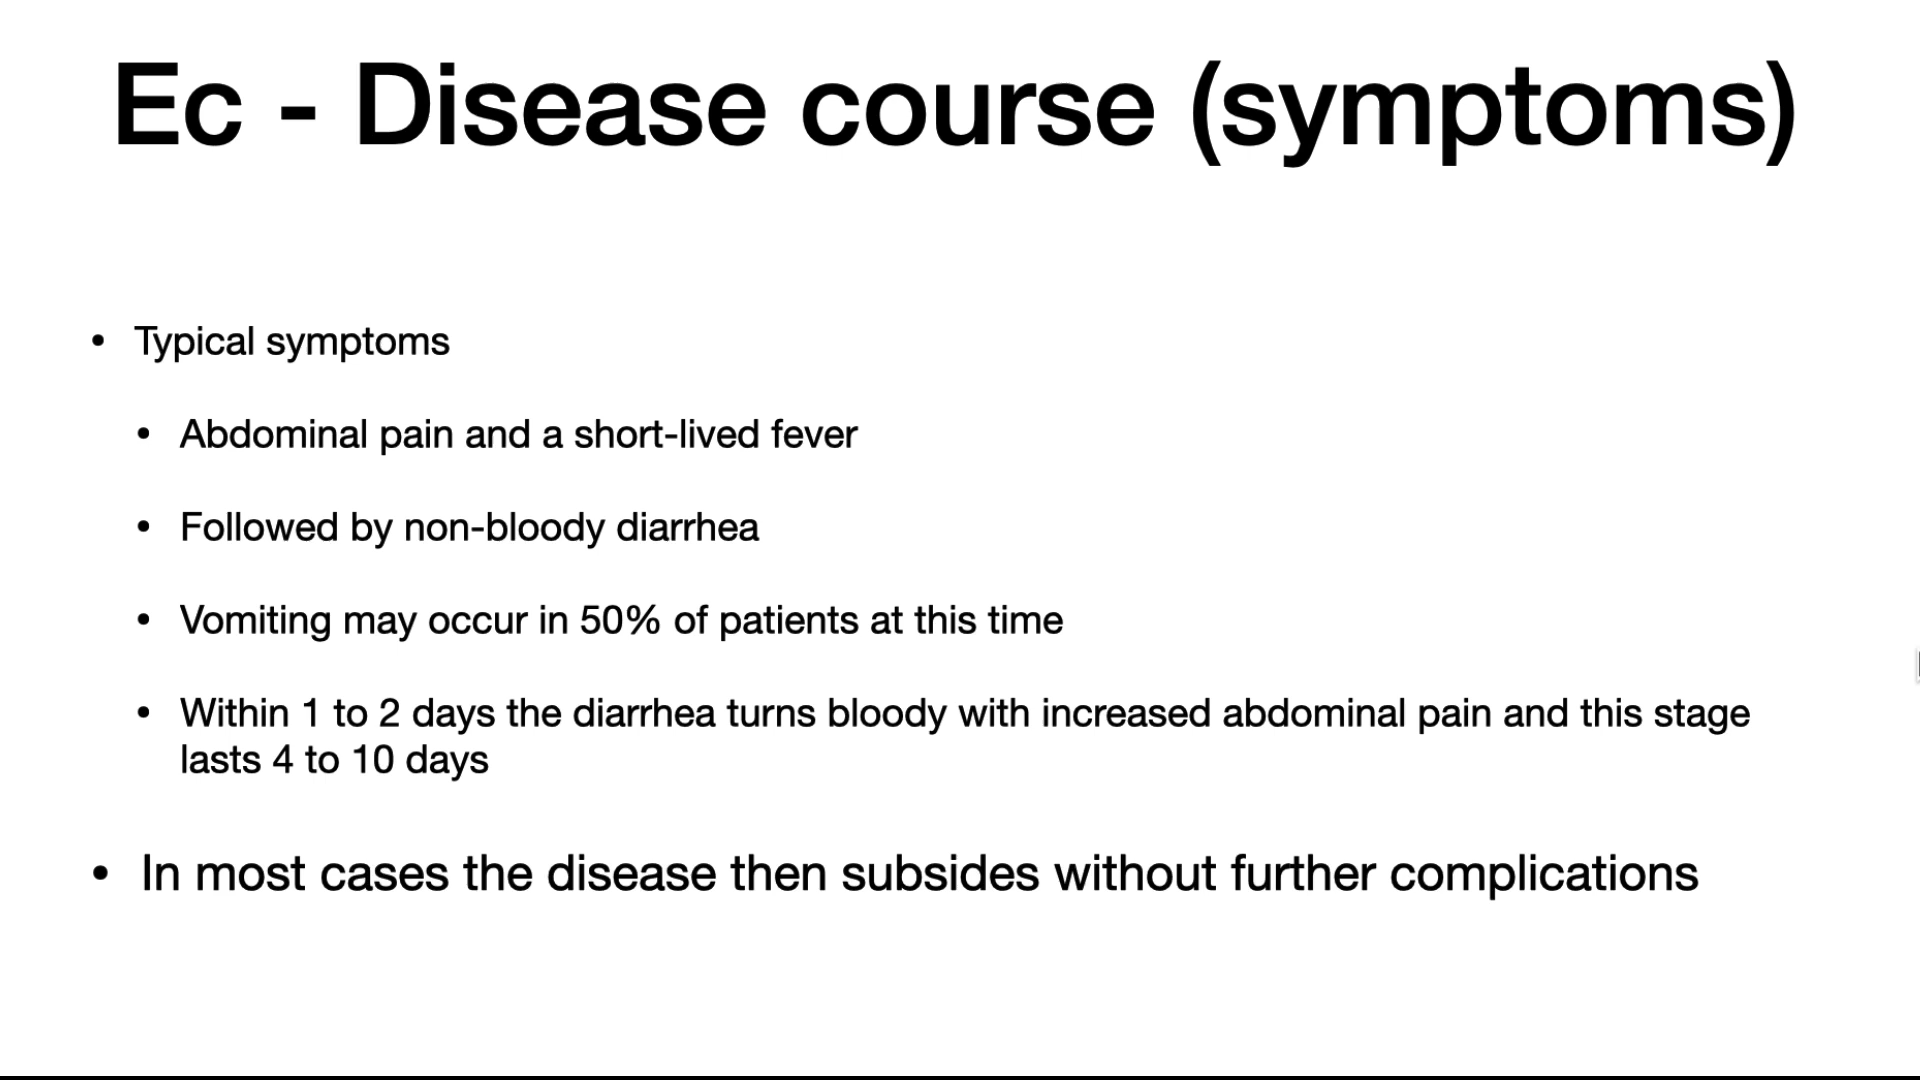 Ec - Disease course (symptoms)
• Typical symptoms
• Abdominal pain and a short-lived fever
• Followed by non-bloody diarrhea
• Vomiting may occur in 50% of patients at this time
• Within 1 to 2 days the diarrhea turns bloody with increased abdominal pain and this stage
lasts 4 to 10 days
• In most cases the disease then subsides without further complications